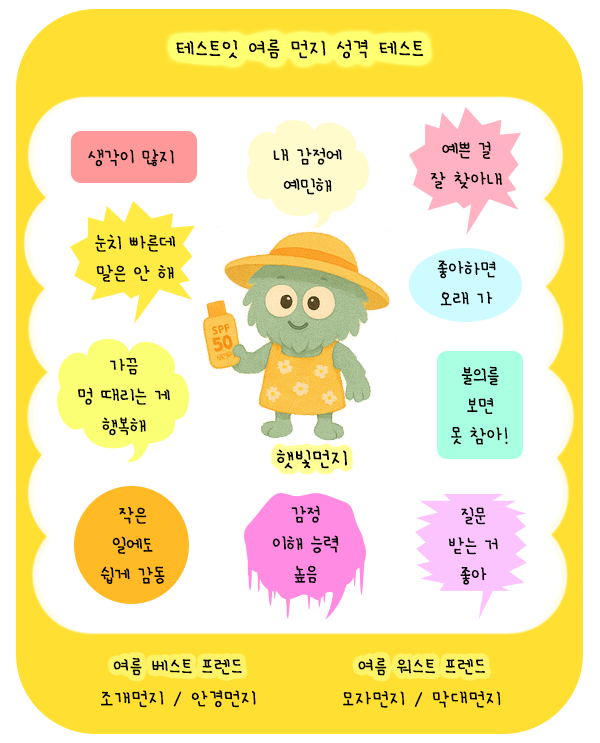 테스트잇 여름 먼지 성격 테스트
생각이 많지
내 감정에
예민해
예쁜 걸
잘 찾아내
눈치 빠른데
말은 안 해
좋아하면
오래 가
SPF
50
가끔
멍 때리는 게
행복해
불의를
보면
못 참아!
햇빛먼지
작은
일에도
쉽게 감동
감정
이해 능력
높음
질문
받는 거
좋아
여름 베스트 프렌드
조개먼지 / 안경먼지
여름 워스트 프렌드
모자먼지 / 막대먼지